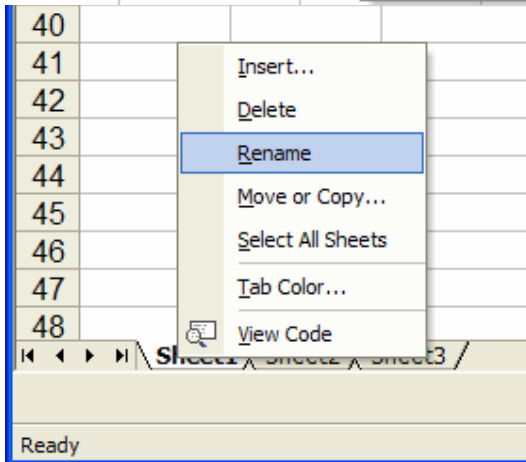 40
41
Insert...
42
Delete
43
Rename
44
45
Move or Copy...
46
Select All Sheets
47
Tab Color...
48
View Code
Sheet1 Sheet2 Sheet3
Ready